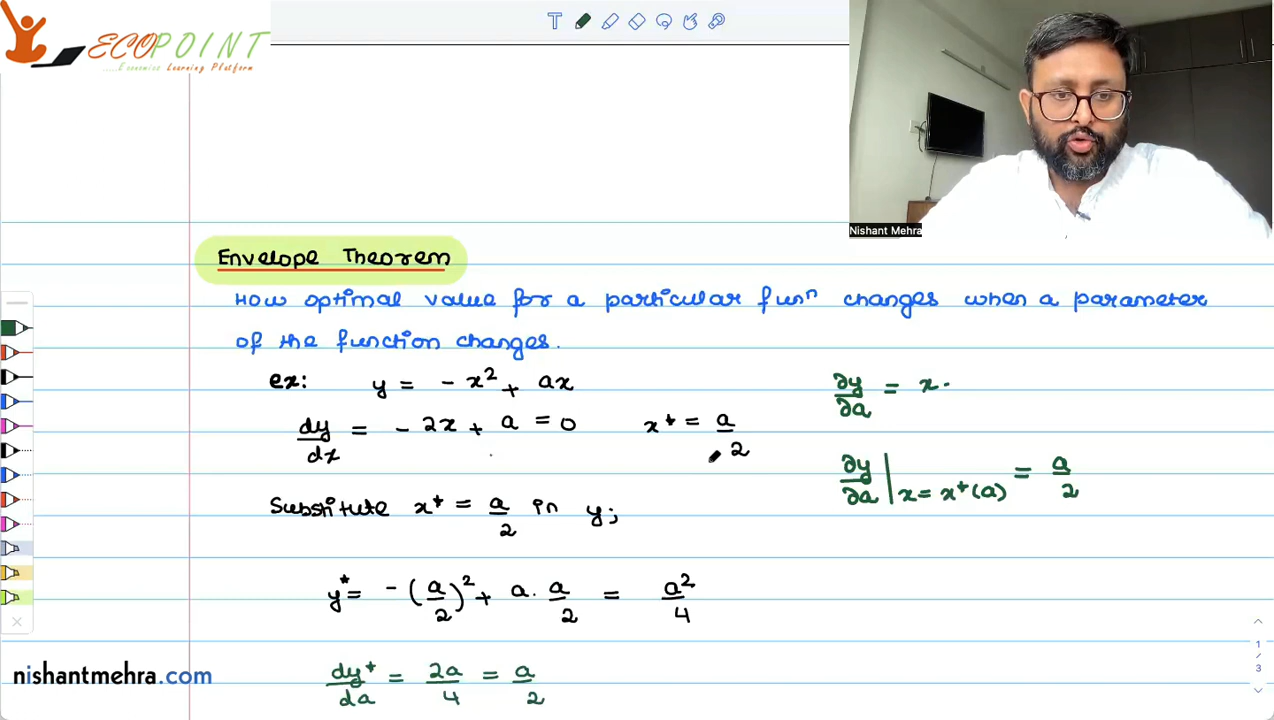 ECOPOINT
.....Economics Learning Platform
T
Nishant Mehra
Envelope Theorem
How optimal value for a particular funⁿ changes when a parameter
of the function changes.
ex: y = - x² + ax
dy/dx = - 2x + a = 0 x* = a/2
Substitute x* = a/2 in y;
y* = - (a/2)² + a . a/2 = a²/4
dy*/da = 2a/4 = a/2
∂y/∂a = x .
∂y/∂a | x = x*(a) = a/2
nishantmehra.com
1
/
3